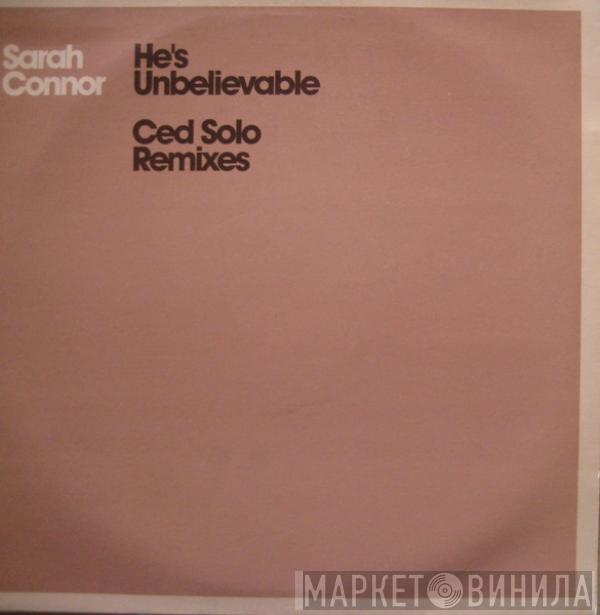 Sarah
Connor
He's
Unbelievable
Ced Solo
Remixes
МАРКЕТ ВИНИЛА